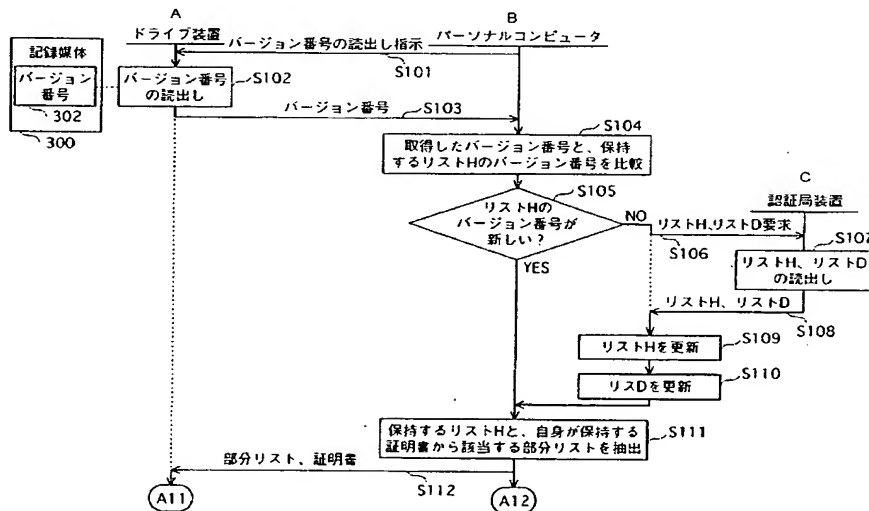 A
ドライブ装置
B
パーソナルコンピュータ
バージョン番号の読出し指示
S101
記録媒体
バージョン
番号
302
300
バージョン番号
の読出し
S102
バージョン番号
S103
S104
取得したバージョン番号と、保持
するリストHのバージョン番号を比較
S105
リストHの
バージョン番号が
新しい?
NO
YES
C
認証局装置
リストH、リストD要求
S106
S107
リストH、リストD
の読出し
リストH、リストD
S108
リストHを更新
S109
リスDを更新
S110
保持するリストHと、自身が保持する
証明書から該当する部分リストを抽出
S111
部分リスト、証明書
S112
A11
A12